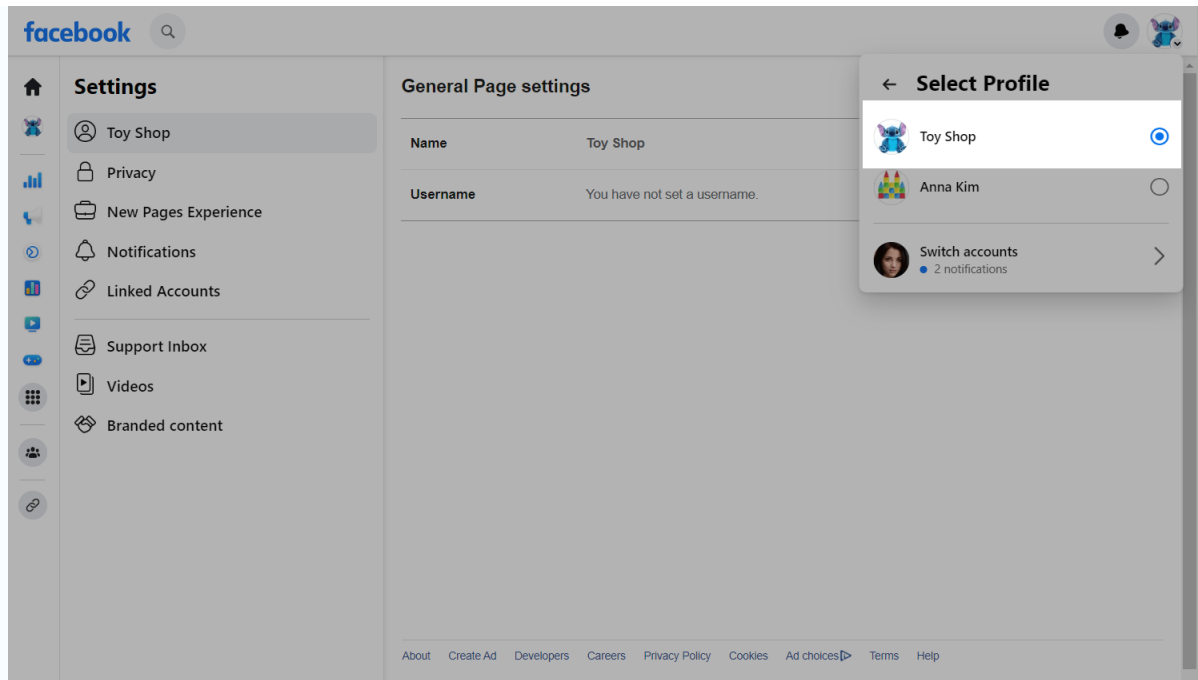 facebook
Settings
Toy Shop
Privacy
New Pages Experience
Notifications
Linked Accounts
Support Inbox
Videos
Branded content
General Page settings
Name Toy Shop
Username You have not set a username.
Select Profile
Toy Shop
Anna Kim
Switch accounts
2 notifications
About Create Ad Developers Careers Privacy Policy Cookies Ad choices Terms Help